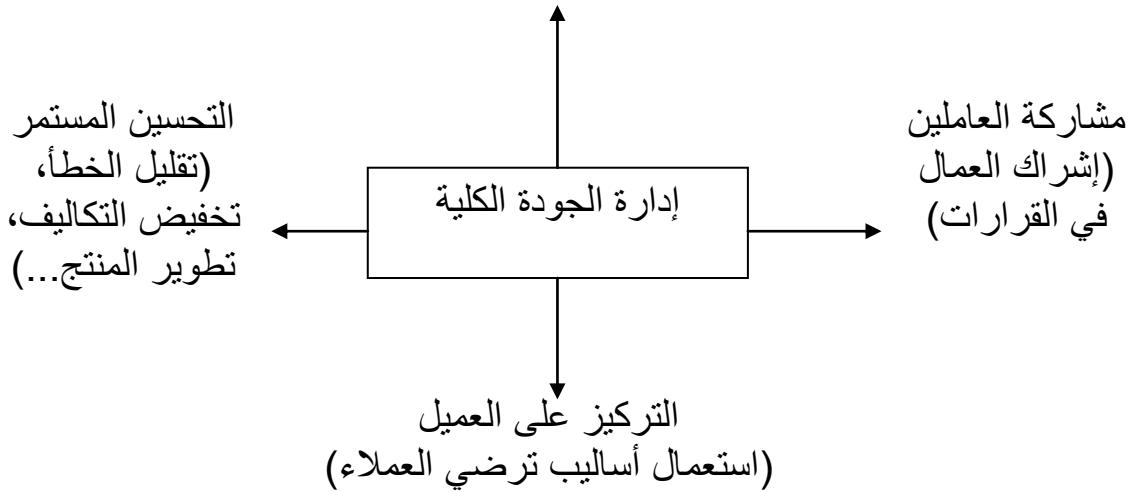 مشاركة العاملين
(إشراك العمال
في القرارات)
إدارة الجودة الكلية
التحسين المستمر
(تقليل الخطأ،
تخفيض التكاليف،
تطوير المنتج...)
التركيز على العميل
(استعمال أساليب ترضي العملاء)